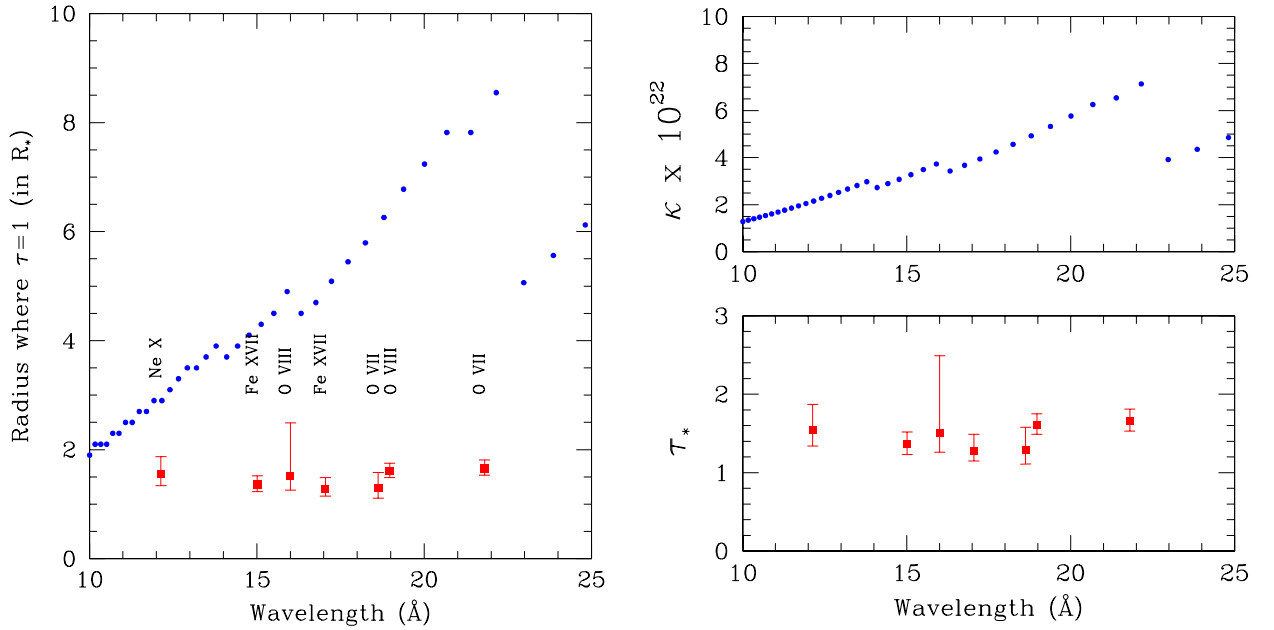 Radius where τ=1 (in R*)
10
8
6
4
2
0
Ne X
Fe XVII
O VIII
Fe XVII
O VII
O VIII
O VII
10 15 20 25
Wavelength (Å)
κ X 10²²
10
8
6
4
2
0
10 15 20 25
τ*
3
2
1
0
10 15 20 25
Wavelength (Å)